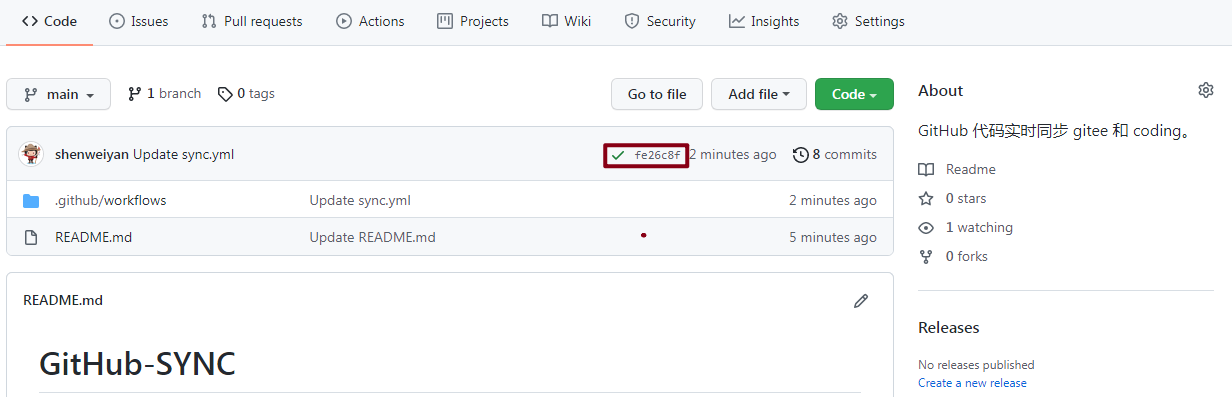 Code Issues Pull requests Actions Projects Wiki Security Insights Settings
main 1 branch 0 tags Go to file Add file Code
shenweiyan Update sync.yml fe26c8f 2 minutes ago 8 commits
.github/workflows Update sync.yml 2 minutes ago
README.md Update README.md 5 minutes ago
README.md
GitHub-SYNC
About
GitHub 代码实时同步 gitee 和 coding。
Readme
0 stars
1 watching
0 forks
Releases
No releases published
Create a new release